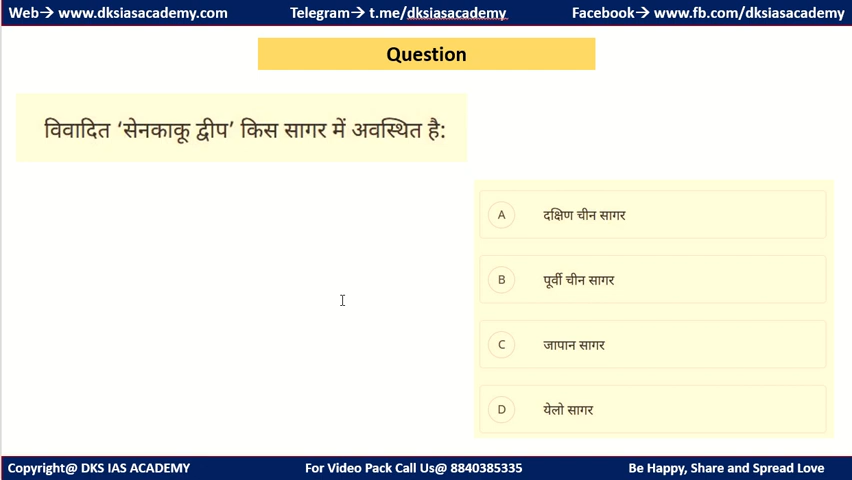 Web→ www.dksiasacademy.com Telegram→ t.me/dksiasacademy Facebook→ www.fb.com/dksiasacademy
Question
विवादित ‘सेनकाकू द्वीप’ किस सागर में अवस्थित है:
A दक्षिण चीन सागर
B पूर्वी चीन सागर
C जापान सागर
D येलो सागर
Copyright@ DKS IAS ACADEMY For Video Pack Call Us@ 8840385335 Be Happy, Share and Spread Love